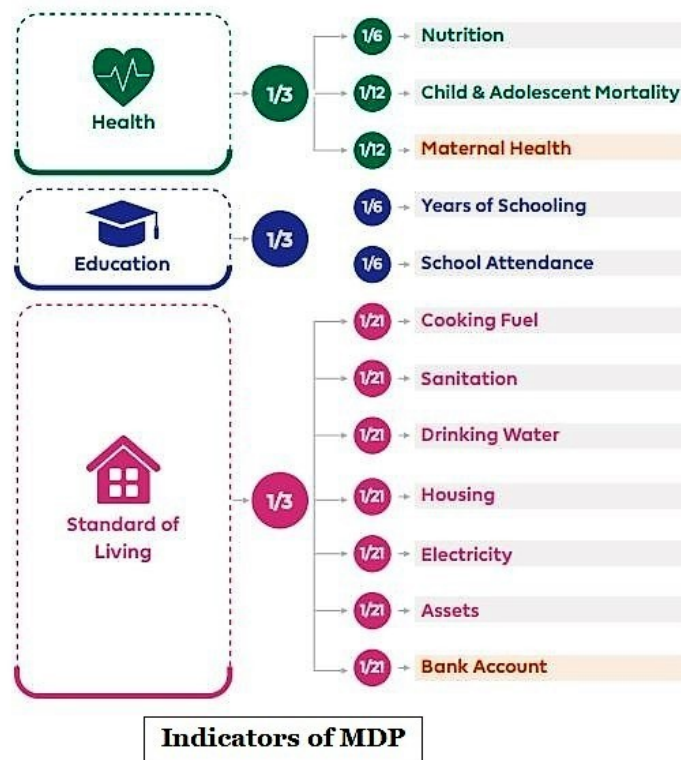 Health
1/3
1/6 Nutrition
1/12 Child & Adolescent Mortality
1/12 Maternal Health
Education
1/3
1/6 Years of Schooling
1/6 School Attendance
Standard of
Living
1/3
1/21 Cooking Fuel
1/21 Sanitation
1/21 Drinking Water
1/21 Housing
1/21 Electricity
1/21 Assets
1/21 Bank Account
Indicators of MDP